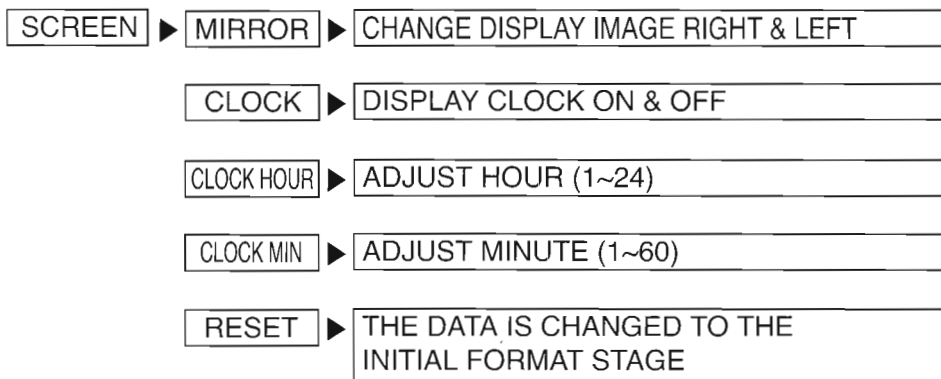 SCREEN ▶ MIRROR ▶ CHANGE DISPLAY IMAGE RIGHT & LEFT
CLOCK ▶ DISPLAY CLOCK ON & OFF
CLOCK HOUR ▶ ADJUST HOUR (1~24)
CLOCK MIN ▶ ADJUST MINUTE (1~60)
RESET ▶ THE DATA IS CHANGED TO THE
INITIAL FORMAT STAGE